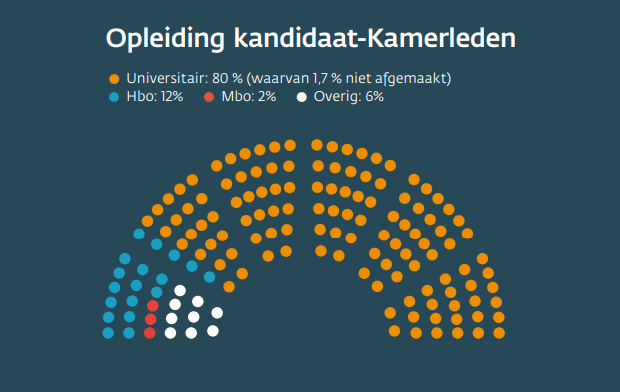 Opleiding kandidaat-Kamerleden
Universitair: 80 % (waarvan 1,7 % niet afgemaakt)
Hbo: 12% Mbo: 2% Overig: 6%